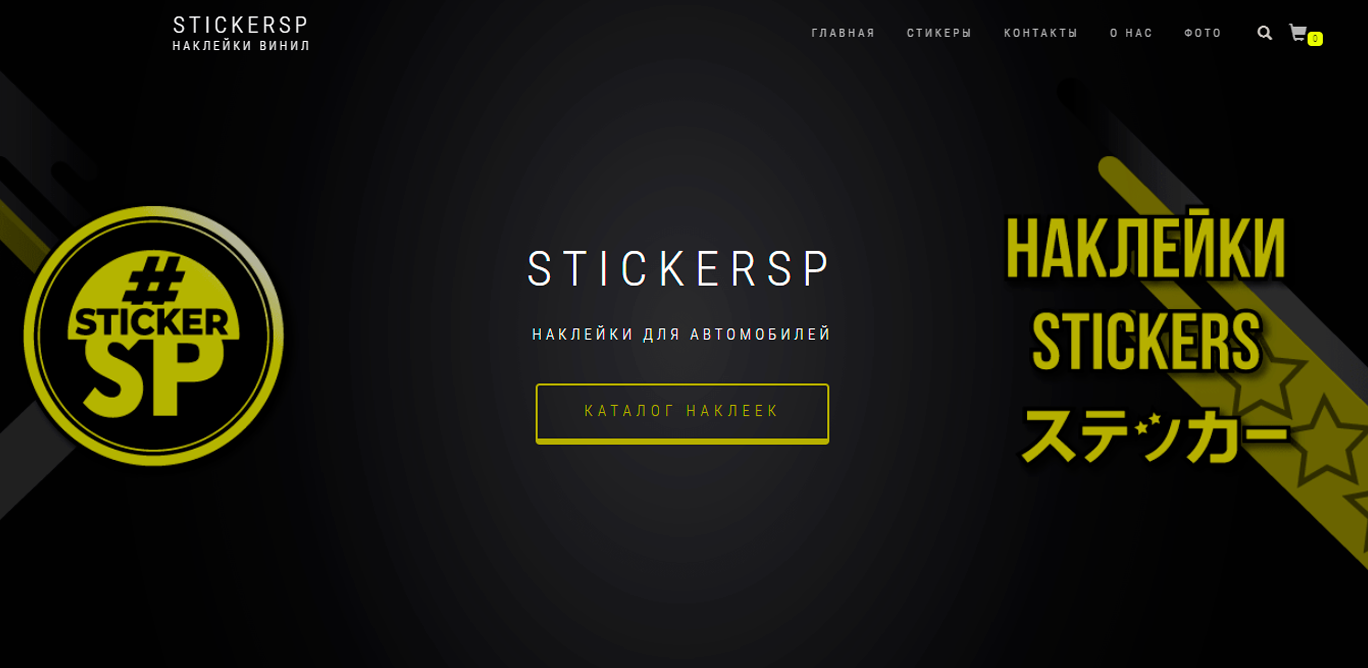 STICKERSP
НАКЛЕЙКИ ВИНИЛ
ГЛАВНАЯ СТИКЕРЫ КОНТАКТЫ О НАС ФОТО
0
#
STICKER
SP
STICKERSP
НАКЛЕЙКИ ДЛЯ АВТОМОБИЛЕЙ
КАТАЛОГ НАКЛЕЕК
НАКЛЕЙКИ
STICKERS
ステッカー